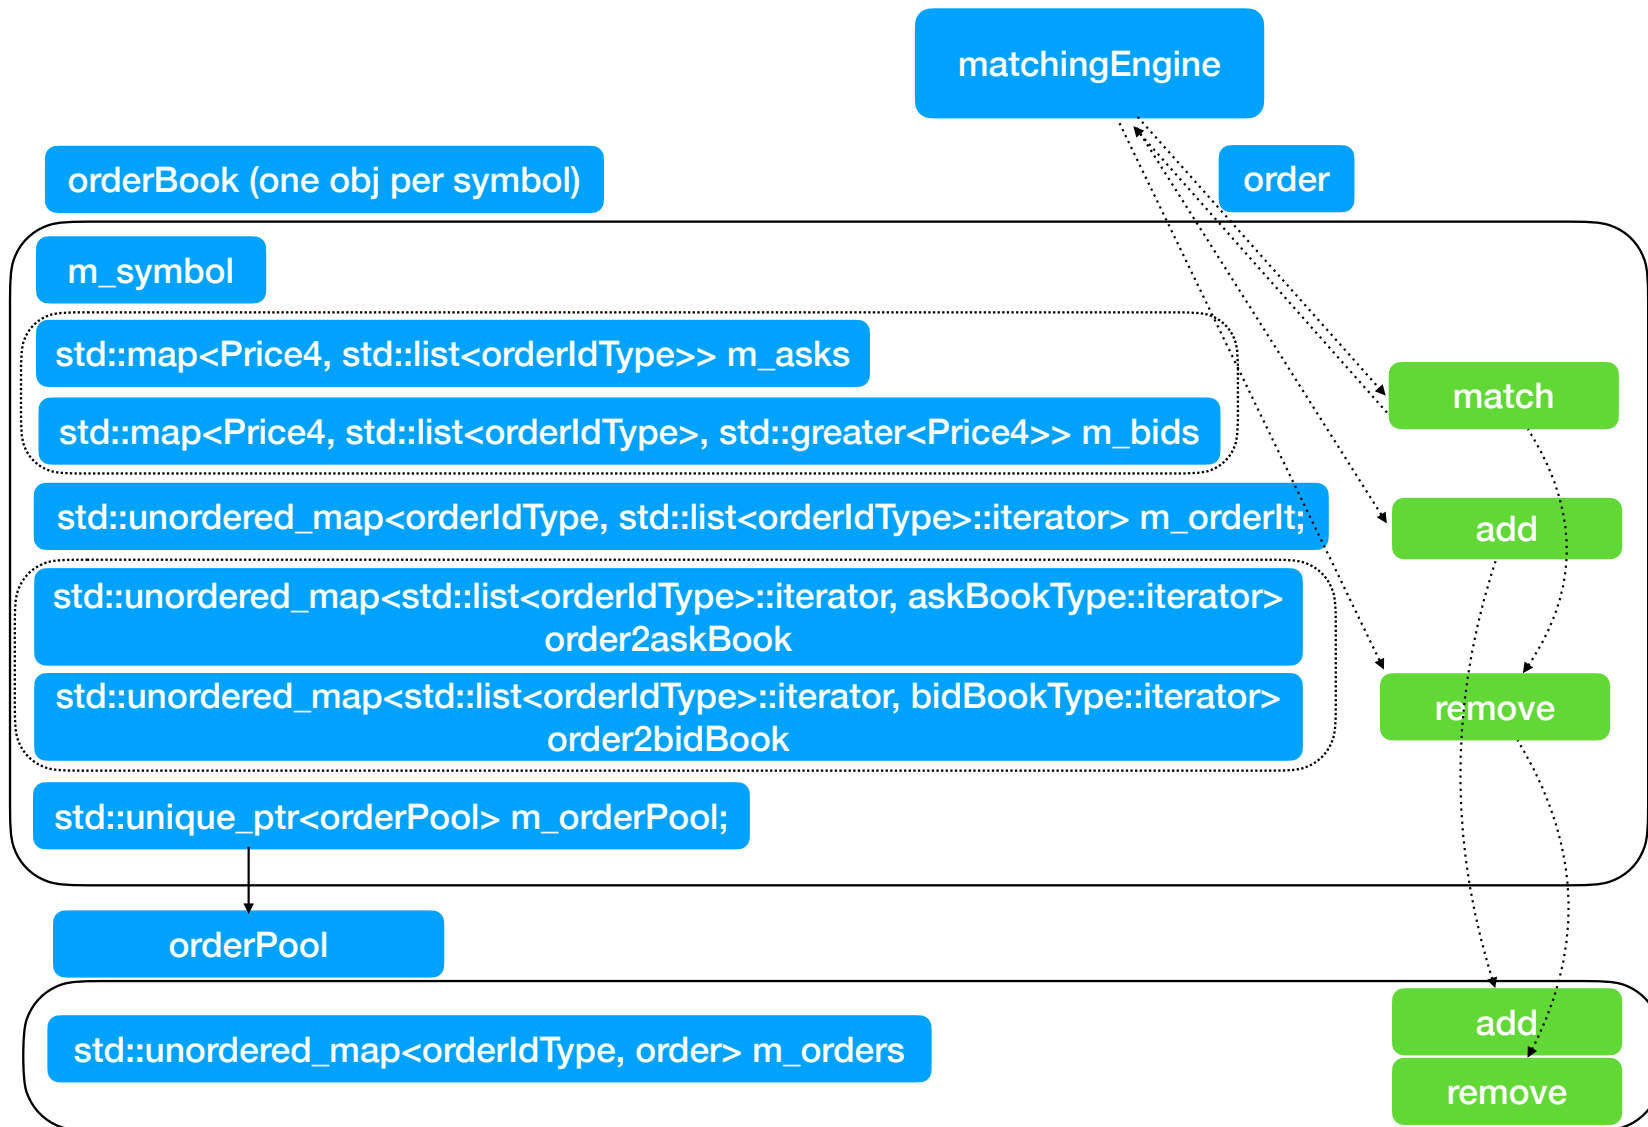 matchingEngine
orderBook (one obj per symbol)
order
m_symbol
std::map<Price4, std::list<orderIdType>> m_asks
match
std::map<Price4, std::list<orderIdType>, std::greater<Price4>> m_bids
std::unordered_map<orderIdType, std::list<orderIdType>::iterator> m_orderIt;
add
std::unordered_map<std::list<orderIdType>::iterator, askBookType::iterator>
order2askBook
std::unordered_map<std::list<orderIdType>::iterator, bidBookType::iterator>
order2bidBook
remove
std::unique_ptr<orderPool> m_orderPool;
orderPool
std::unordered_map<orderIdType, order> m_orders
add
remove